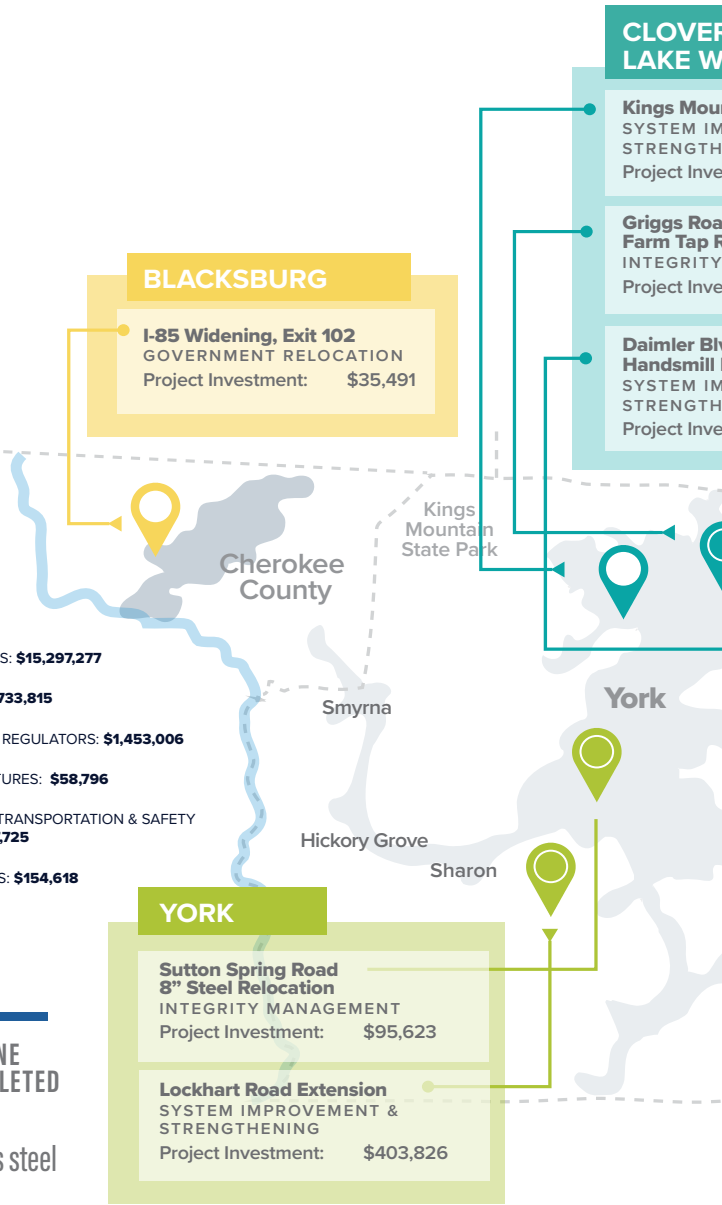 CLOVER
LAKE W
Kings Moun
SYSTEM IM
STRENGTH
Project Inve
Griggs Roa
Farm Tap R
INTEGRITY
Project Inve
Daimler Blv
Handsmill
SYSTEM IM
STRENGTH
Project Inve
BLACKSBURG
I-85 Widening, Exit 102
GOVERNMENT RELOCATION
Project Investment: $35,491
Kings
Mountain
State Park
Cherokee
County
S: $15,297,277
733,815
REGULATORS: $1,453,006
TURES: $58,796
TRANSPORTATION & SAFETY
,725
S: $154,618
York
Smyrna
Hickory Grove
Sharon
YORK
Sutton Spring Road
8” Steel Relocation
INTEGRITY MANAGEMENT
Project Investment: $95,623
Lockhart Road Extension
SYSTEM IMPROVEMENT &
STRENGTHENING
Project Investment: $403,826
NE
LETED
s steel